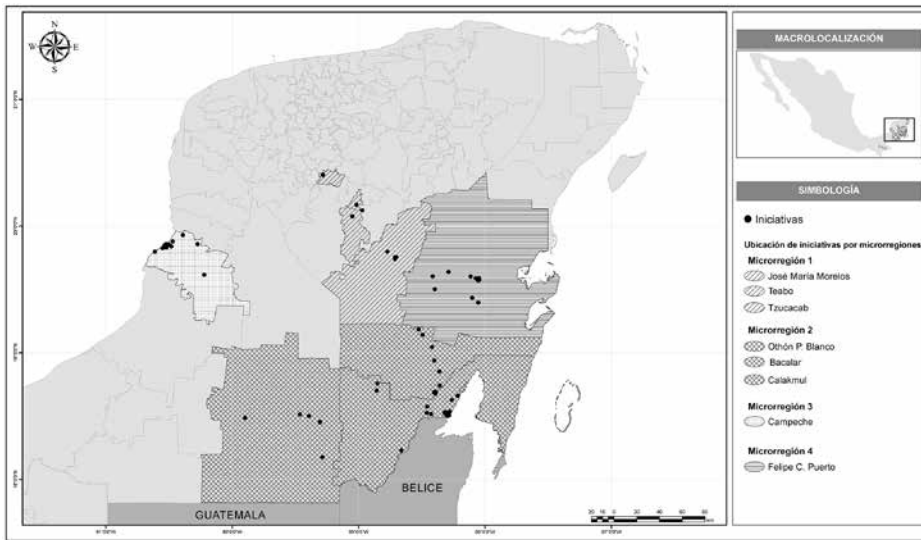 N
W E
S
MACROLOCALIZACIÓN
SIMBOLOGÍA
Iniciativas
Ubicación de iniciativas por microrregiones
Microrregión 1
José María Morelos
Teabo
Tzucacab
Microrregión 2
Othón P. Blanco
Bacalar
Calakmul
Microrregión 3
Campeche
Microrregión 4
Felipe C. Puerto
BELICE
GUATEMALA